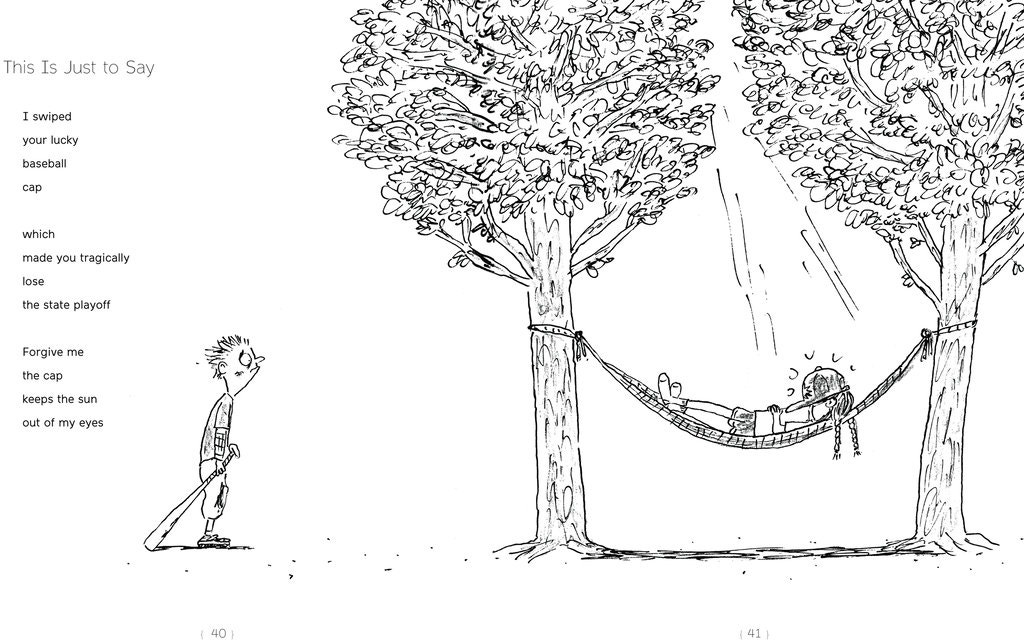 This Is Just to Say
I swiped
your lucky
baseball
cap
which
made you tragically
lose
the state playoff
Forgive me
the cap
keeps the sun
out of my eyes
( 40 )
( 41 )